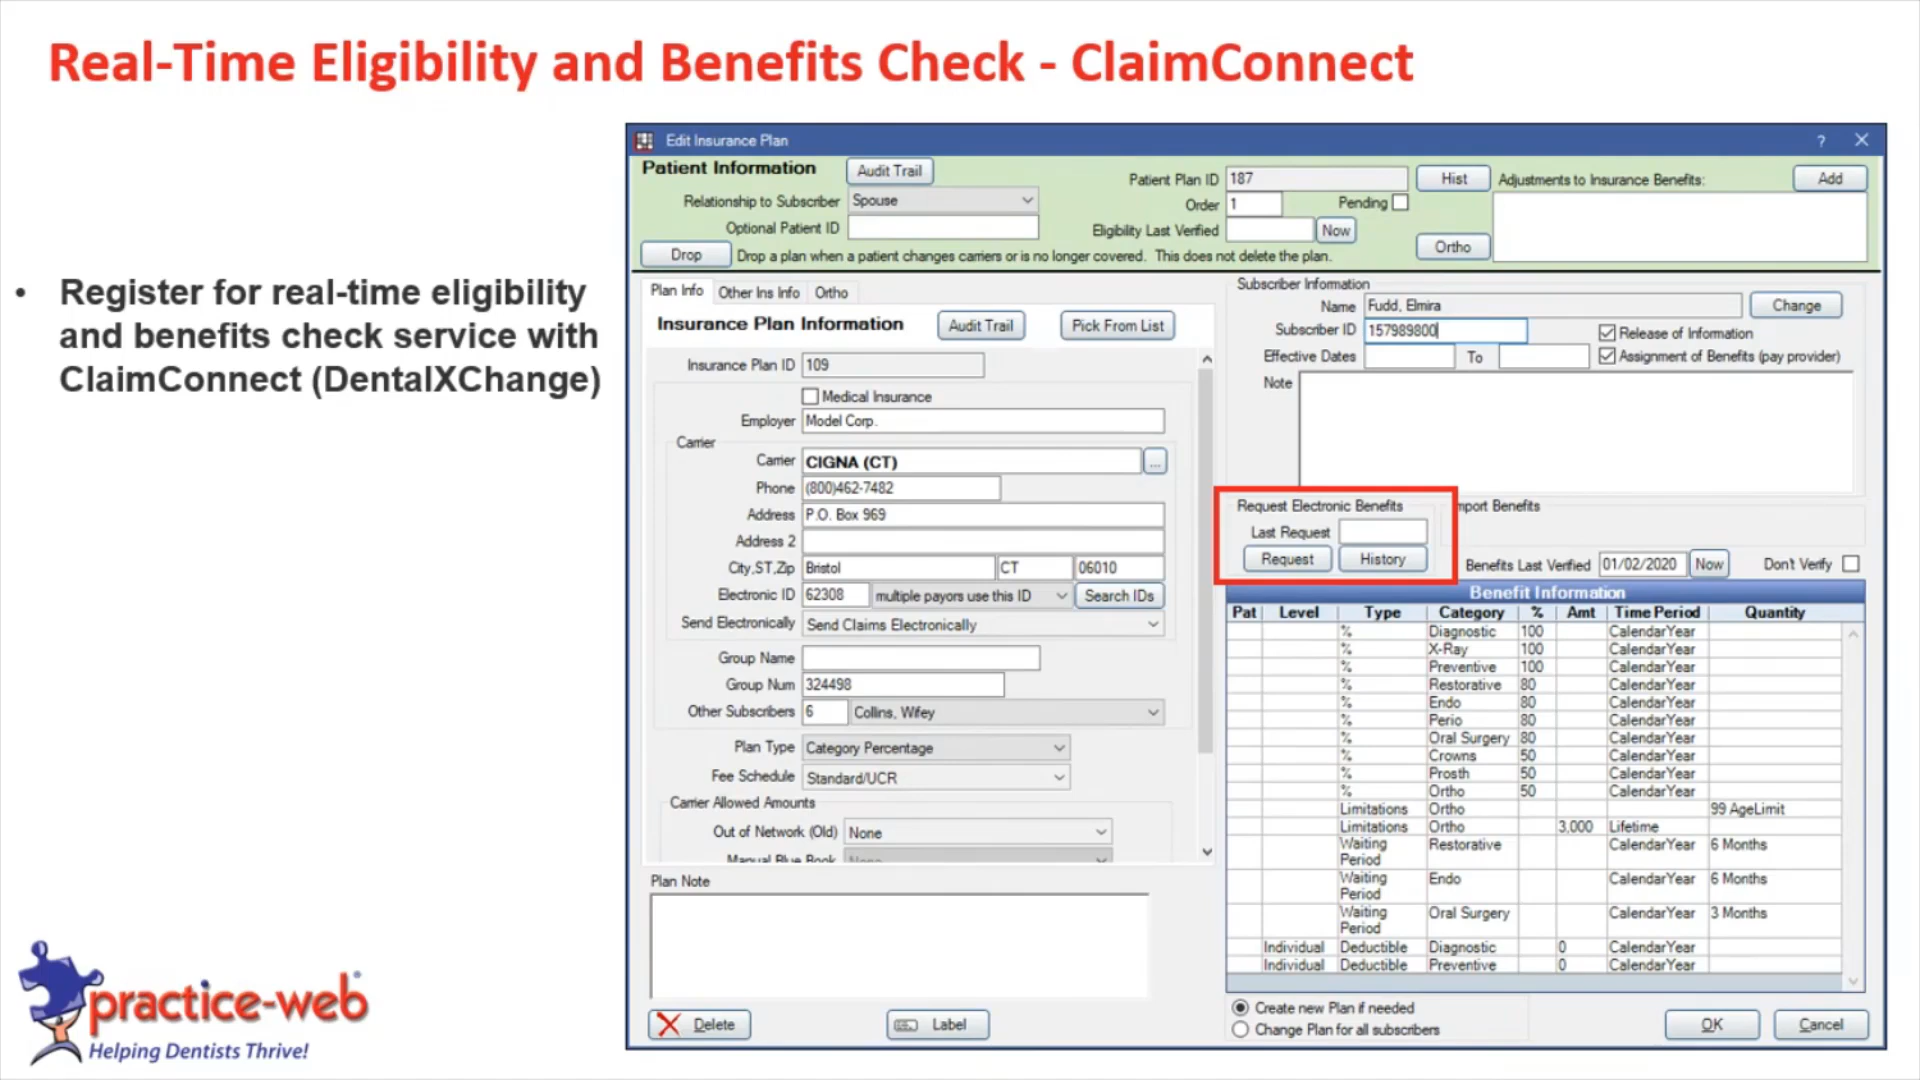 Real-Time Eligibility and Benefits Check - ClaimConnect
• Register for real-time eligibility
and benefits check service with
ClaimConnect (DentalXChange)
Edit Insurance Plan ?
Patient Information Audit Trail
Relationship to Subscriber Spouse
Optional Patient ID
Drop Drop a plan when a patient changes carriers or is no longer covered. This does not delete the plan.
Patient Plan ID 187 Hist
Order 1 Pending
Eligibility Last Verified Now
Ortho
Adjustments to Insurance Benefits: Add
Plan Info Other Ins Info Ortho
Insurance Plan Information Audit Trail Pick From List
Insurance Plan ID 109
Medical Insurance
Employer Model Corp.
Carrier
Carrier CIGNA (CT) ...
Phone (800)462-7482
Address P.O. Box 969
Address 2
City,ST,Zip Bristol CT 06010
Electronic ID 62308 multiple payors use this ID Search IDs
Send Electronically Send Claims Electronically
Group Name
Group Num 324498
Other Subscribers 6 Collins, Wifey
Plan Type Category Percentage
Fee Schedule Standard/UCR
Carrier Allowed Amounts
Out of Network (Old) None
Manual Blue Book None
Plan Note
Delete Label
Subscriber Information
Name Fudd, Elmira Change
Subscriber ID 157989800 Release of Information
Effective Dates To Assignment of Benefits (pay provider)
Note
Request Electronic Benefits
Last Request
Request History
mport Benefits
Benefits Last Verified 01/02/2020 Now Don't Verify
Benefit Information
Pat Level Type Category % Amt Time Period Quantity
% Diagnostic 100 CalendarYear
% X-Ray 100 CalendarYear
% Preventive 100 CalendarYear
% Restorative 80 CalendarYear
% Endo 80 CalendarYear
% Perio 80 CalendarYear
% Oral Surgery 80 CalendarYear
% Crowns 50 CalendarYear
% Prosth 50 CalendarYear
% Ortho 50 CalendarYear
Limitations Ortho 99 AgeLimit
Limitations Ortho 3,000 Lifetime
Waiting Period Restorative CalendarYear 6 Months
Waiting Period Endo CalendarYear 6 Months
Waiting Period Oral Surgery CalendarYear 3 Months
Individual Deductible Diagnostic 0 CalendarYear
Individual Deductible Preventive 0 CalendarYear
Create new Plan if needed
Change Plan for all subscribers
OK Cancel
practice-web®
Helping Dentists Thrive!